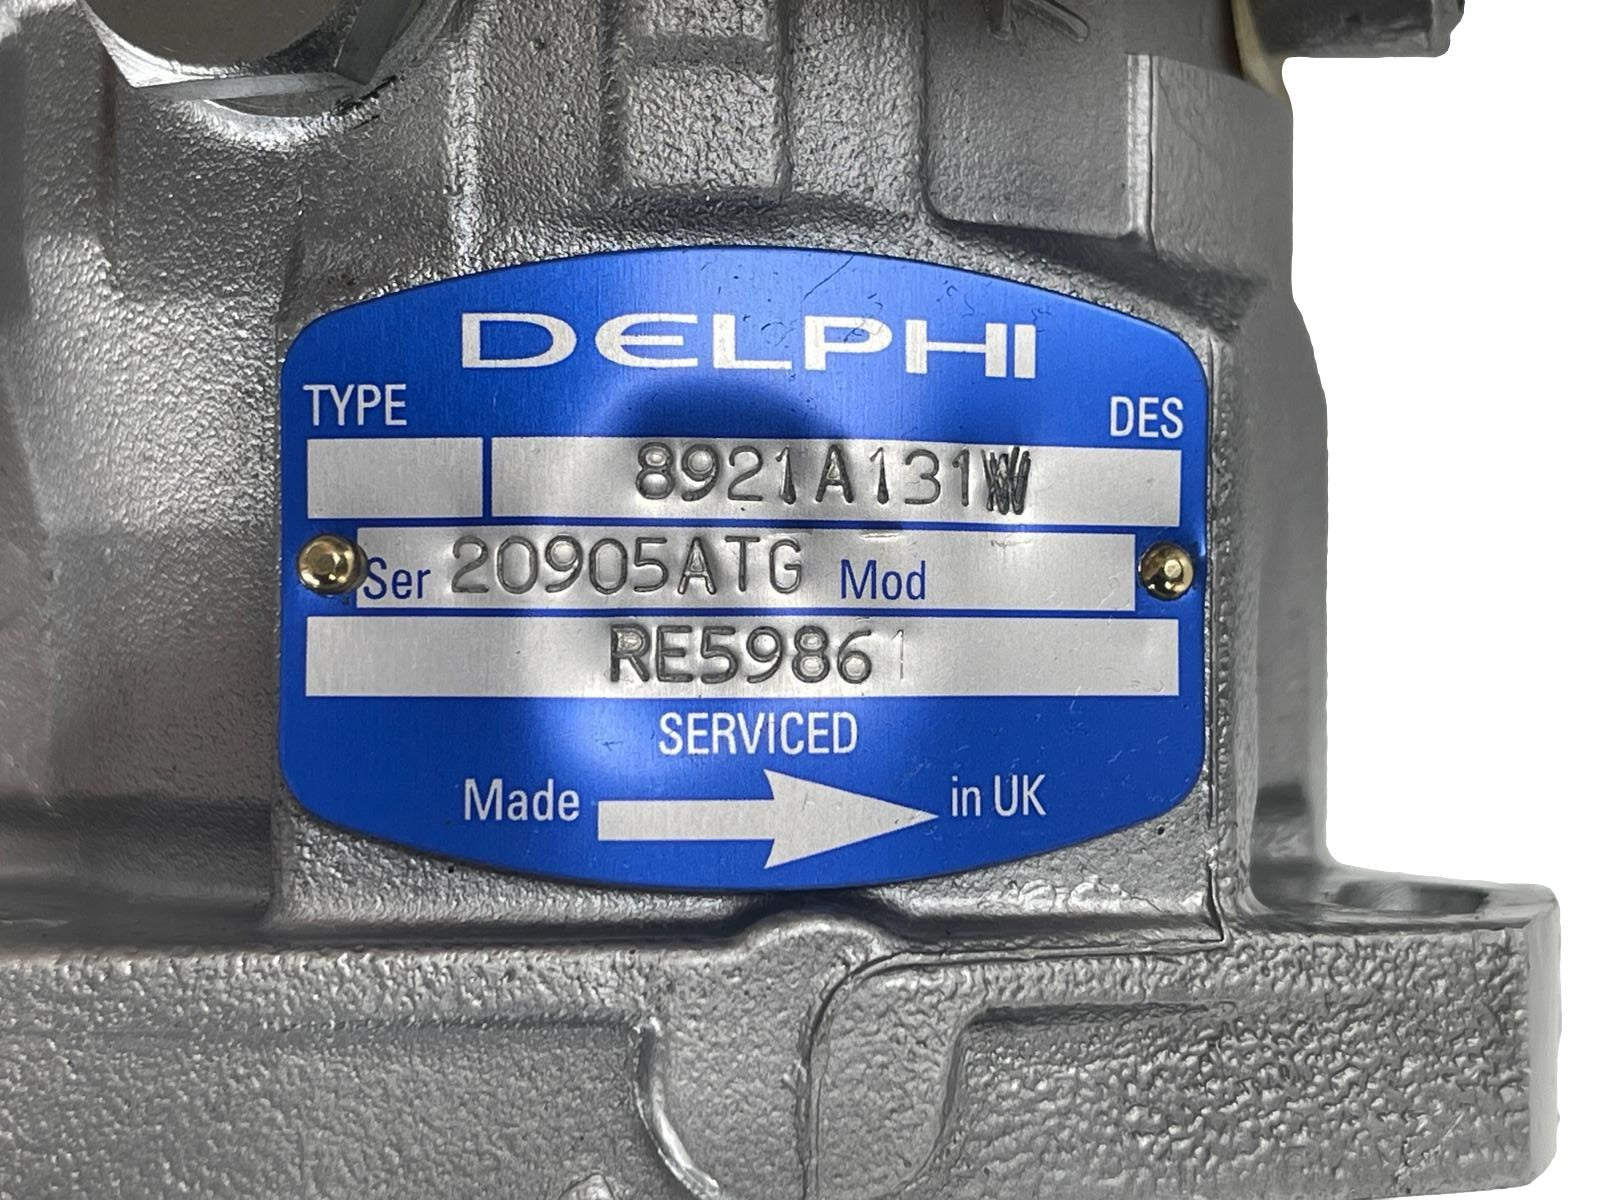 DELPHI
TYPE DES
8921A131W
Ser 20905ATG Mod
RE59861
SERVICED
Made in UK